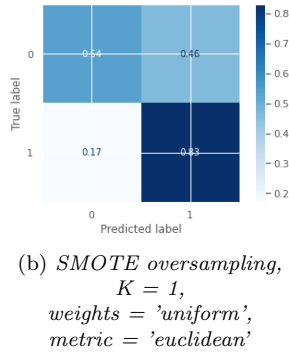 0.8
0.7
0 0.54 0.46
0.6
0.5
True label
0.4
1 0.17 0.83
0.3
0.2
0 1
Predicted label
(b) SMOTE oversampling,
K = 1,
weights = 'uniform',
metric = 'euclidean'